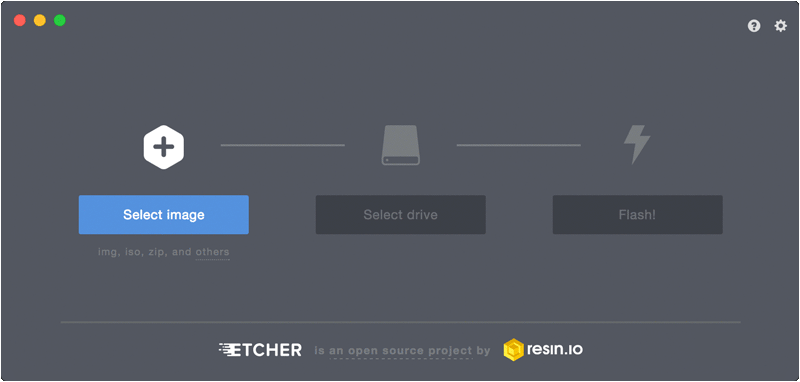 Select image
Select drive
Flash!
img, iso, zip, and others
ETCHER is an open source project by resin.io